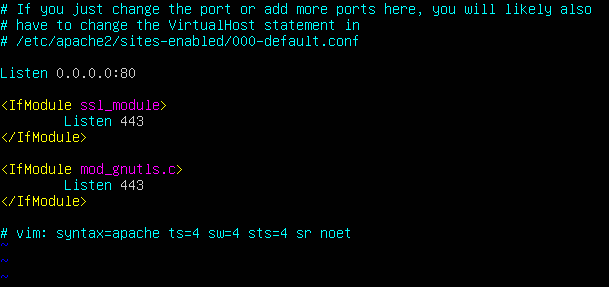 # If you just change the port or add more ports here, you will likely also
# have to change the VirtualHost statement in
# /etc/apache2/sites-enabled/000-default.conf
Listen 0.0.0.0:80
<IfModule ssl_module>
Listen 443
</IfModule>
<IfModule mod_gnutls.c>
Listen 443
</IfModule>
# vim: syntax=apache ts=4 sw=4 sts=4 sr noet
~
~
~